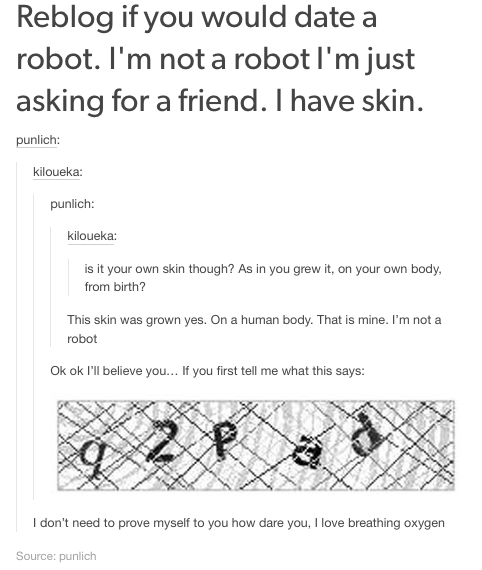 Reblog if you would date a
robot. I'm not a robot I'm just
asking for a friend. I have skin.
punlich:
kiloueka:
punlich:
kiloueka:
is it your own skin though? As in you grew it, on your own body,
from birth?
This skin was grown yes. On a human body. That is mine. I'm not a
robot
Ok ok I'll believe you… If you first tell me what this says:
q 2 p a d
I don't need to prove myself to you how dare you, I love breathing oxygen
Source: punlich